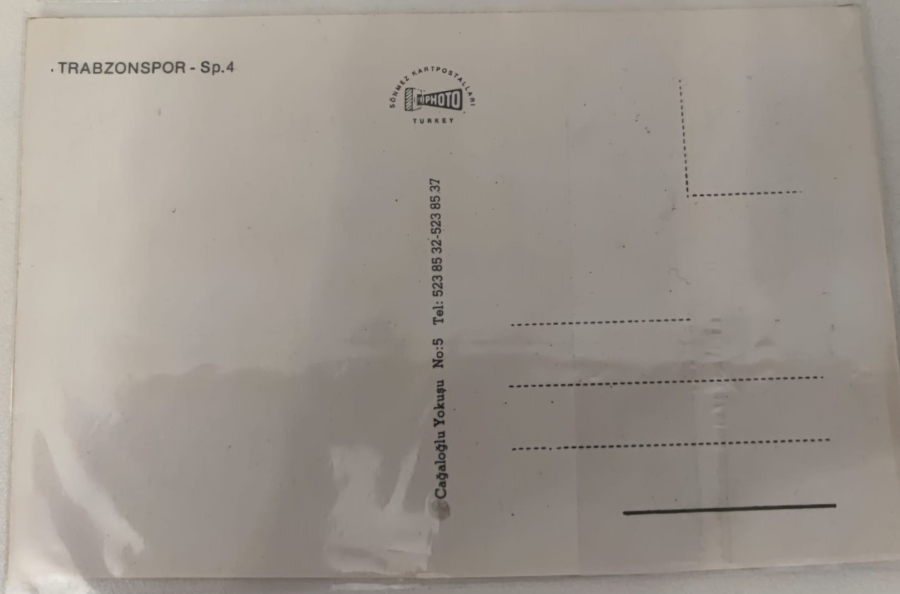 TRABZONSPOR - Sp.4
SÖNMEZ KARTPOSTALLARI
PHOTO
TURKEY
Cağaloğlu Yokuşu No:5 Tel: 523 85 32-523 85 37